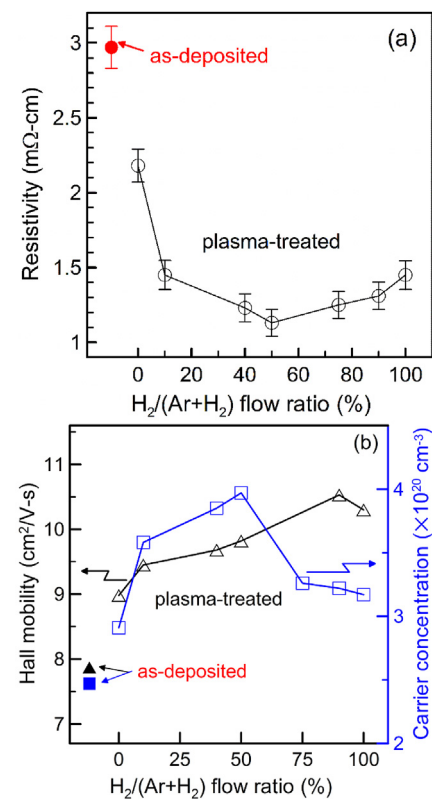 (a)
as-deposited
plasma-treated
Resistivity (mΩ-cm)
3
2.5
2
1.5
1
0 20 40 60 80 100
H₂/(Ar+H₂) flow ratio (%)
(b)
plasma-treated
as-deposited
Hall mobility (cm²/V-s)
11
10
9
8
7
Carrier concentration (×10²⁰ cm⁻³)
4
3
2
0 25 50 75 100
H₂/(Ar+H₂) flow ratio (%)